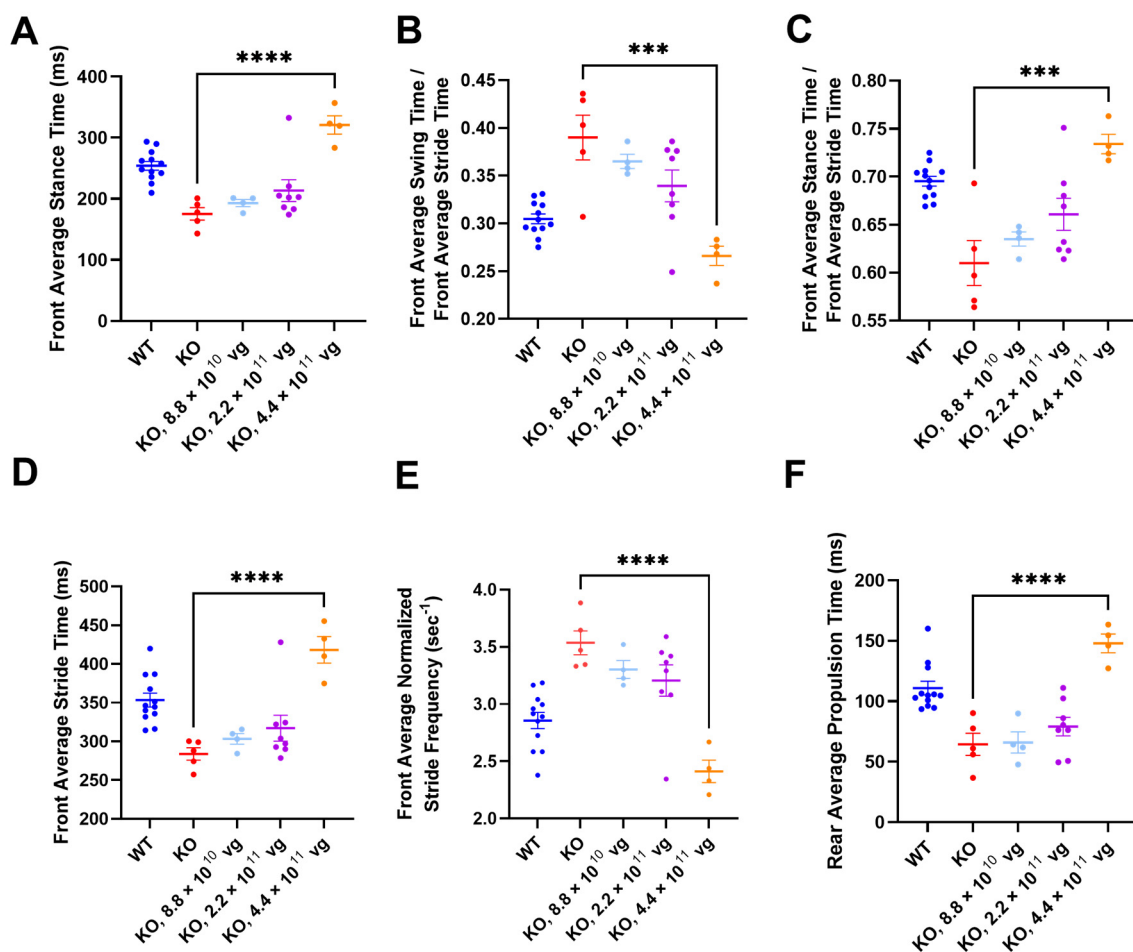 A
Front Average Stance Time (ms)
400
300
200
100
0
****
WT
KO
KO, 8.8 × 10^10 vg
KO, 2.2 × 10^11 vg
KO, 4.4 × 10^11 vg
B
Front Average Swing Time /
Front Average Stride Time
0.45
0.40
0.35
0.30
0.25
0.20
***
WT
KO
KO, 8.8 × 10^10 vg
KO, 2.2 × 10^11 vg
KO, 4.4 × 10^11 vg
C
Front Average Stance Time /
Front Average Stride Time
0.80
0.75
0.70
0.65
0.60
0.55
***
WT
KO
KO, 8.8 × 10^10 vg
KO, 2.2 × 10^11 vg
KO, 4.4 × 10^11 vg
D
Front Average Stride Time (ms)
500
450
400
350
300
250
200
****
WT
KO
KO, 8.8 × 10^10 vg
KO, 2.2 × 10^11 vg
KO, 4.4 × 10^11 vg
E
Front Average Normalized
Stride Frequency (sec⁻¹)
4.0
3.5
3.0
2.5
2.0
****
WT
KO
KO, 8.8 × 10^10 vg
KO, 2.2 × 10^11 vg
KO, 4.4 × 10^11 vg
F
Rear Average Propulsion Time (ms)
200
150
100
50
0
****
WT
KO
KO, 8.8 × 10^10 vg
KO, 2.2 × 10^11 vg
KO, 4.4 × 10^11 vg